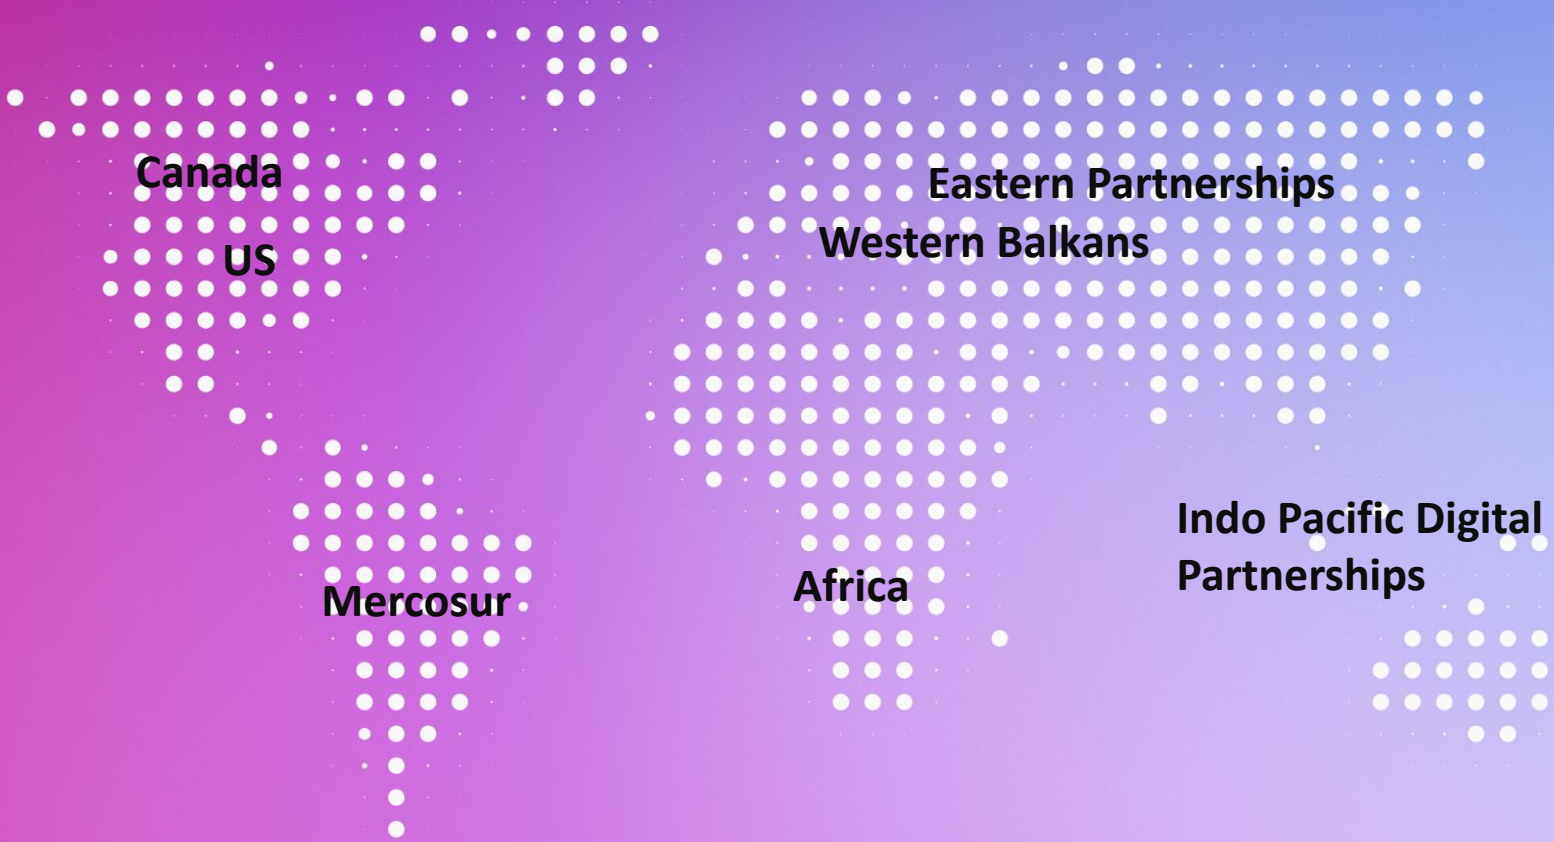 Canada
US
Eastern Partnerships
Western Balkans
Mercosur
Africa
Indo Pacific Digital
Partnerships